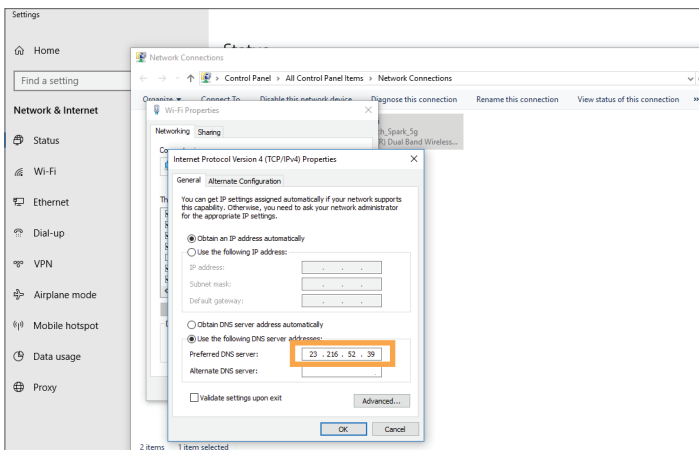 Settings
Home
Find a setting
Network & Internet
Status
Wi-Fi
Ethernet
Dial-up
VPN
Airplane mode
Mobile hotspot
Data usage
Proxy
Network Connections
Control Panel > All Control Panel Items > Network Connections
Organize Connect To Disable this network device Diagnose this connection Rename this connection View status of this connection »
Wi-Fi Properties
Networking Sharing
Spark_5g
Dual Band Wireless...
Internet Protocol Version 4 (TCP/IPv4) Properties
General Alternate Configuration
You can get IP settings assigned automatically if your network supports
this capability. Otherwise, you need to ask your network administrator
for the appropriate IP settings.
Obtain an IP address automatically
Use the following IP address:
IP address:
Subnet mask:
Default gateway:
Obtain DNS server address automatically
Use the following DNS server addresses:
Preferred DNS server: 23 . 216 . 52 . 39
Alternate DNS server:
Validate settings upon exit
Advanced...
OK Cancel
2 items 1 item selected